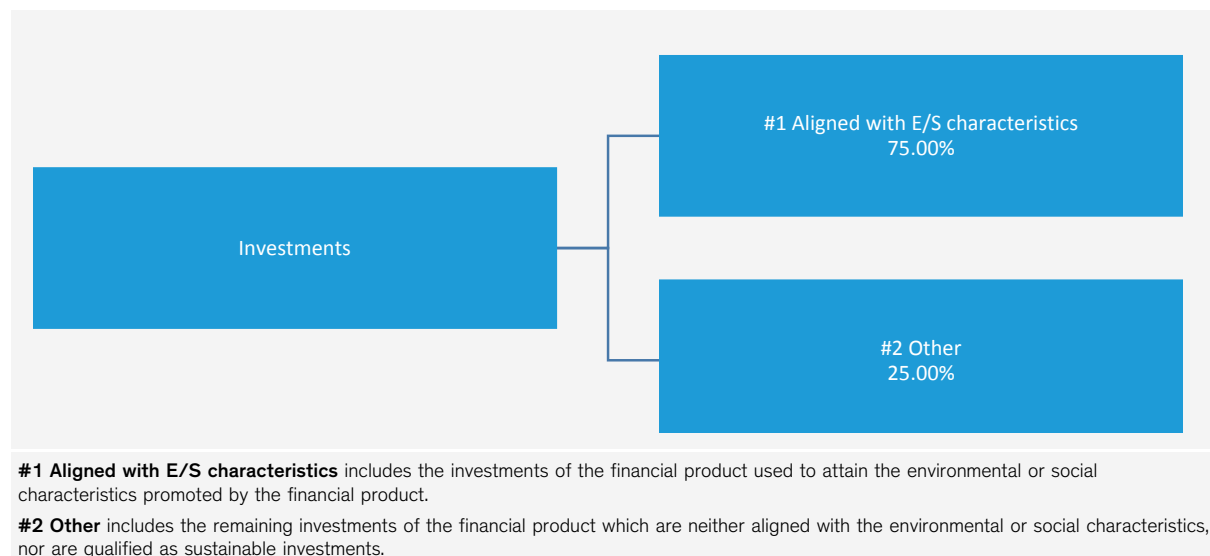 #1 Aligned with E/S characteristics
75.00%
Investments
#2 Other
25.00%
#1 Aligned with E/S characteristics includes the investments of the financial product used to attain the environmental or social
characteristics promoted by the financial product.
#2 Other includes the remaining investments of the financial product which are neither aligned with the environmental or social characteristics,
nor are qualified as sustainable investments.